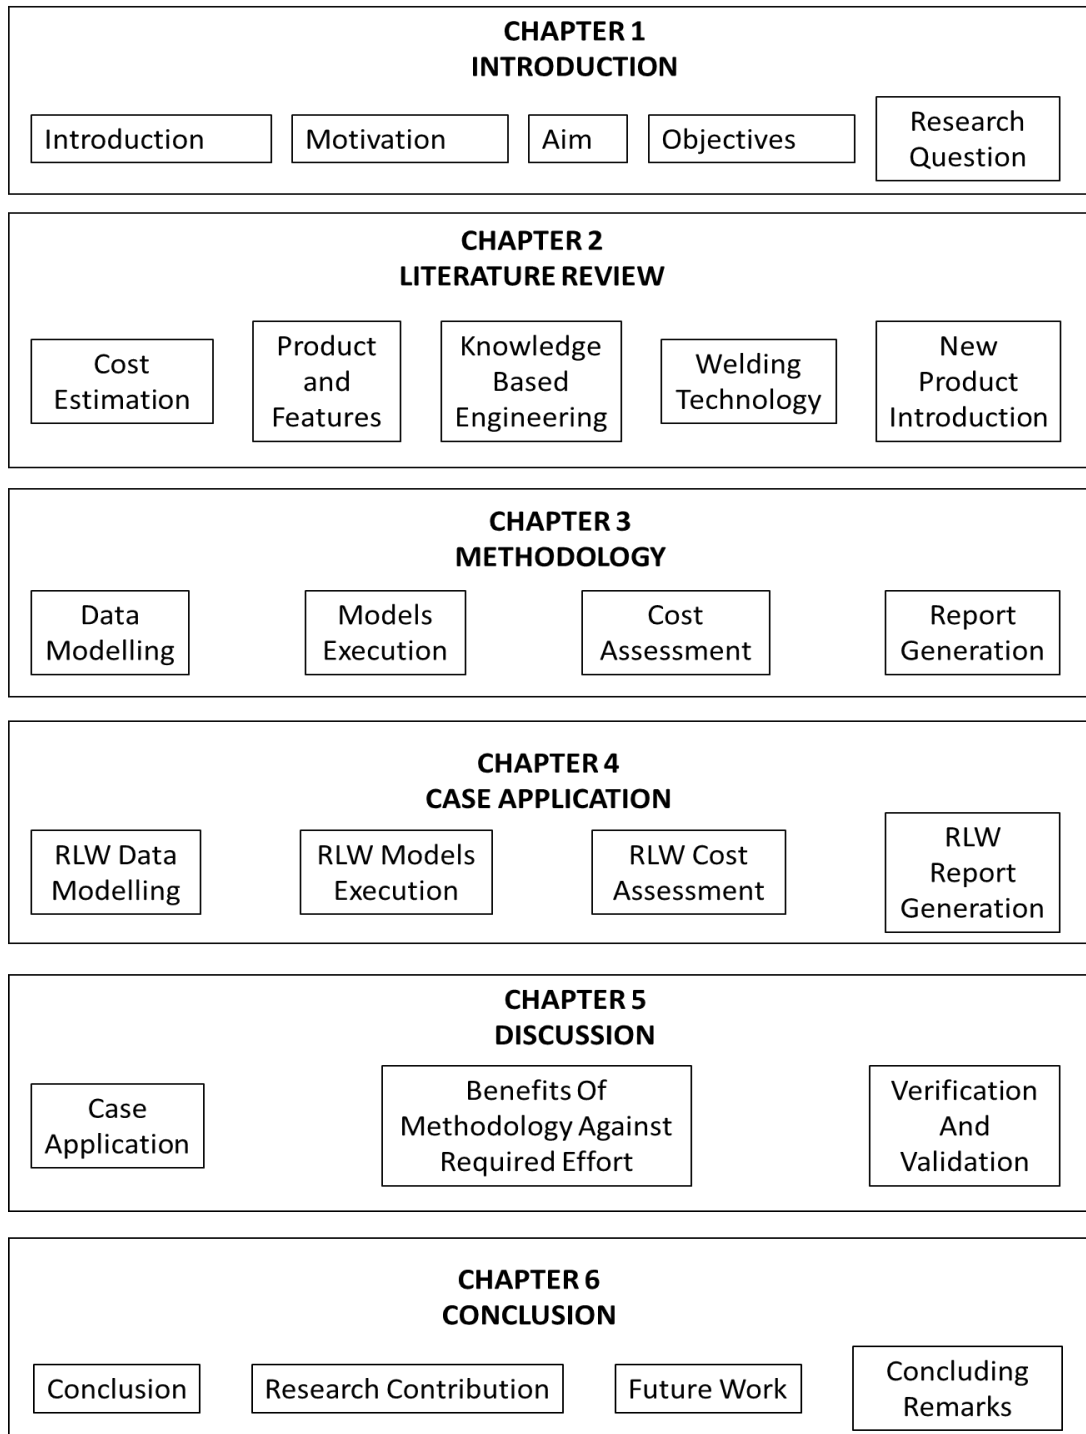 CHAPTER 1
INTRODUCTION
Introduction
Motivation
Aim
Objectives
Research
Question
CHAPTER 2
LITERATURE REVIEW
Cost
Estimation
Product
and
Features
Knowledge
Based
Engineering
Welding
Technology
New
Product
Introduction
CHAPTER 3
METHODOLOGY
Data
Modelling
Models
Execution
Cost
Assessment
Report
Generation
CHAPTER 4
CASE APPLICATION
RLW Data
Modelling
RLW Models
Execution
RLW Cost
Assessment
RLW
Report
Generation
CHAPTER 5
DISCUSSION
Case
Application
Benefits Of
Methodology Against
Required Effort
Verification
And
Validation
CHAPTER 6
CONCLUSION
Conclusion
Research Contribution
Future Work
Concluding
Remarks